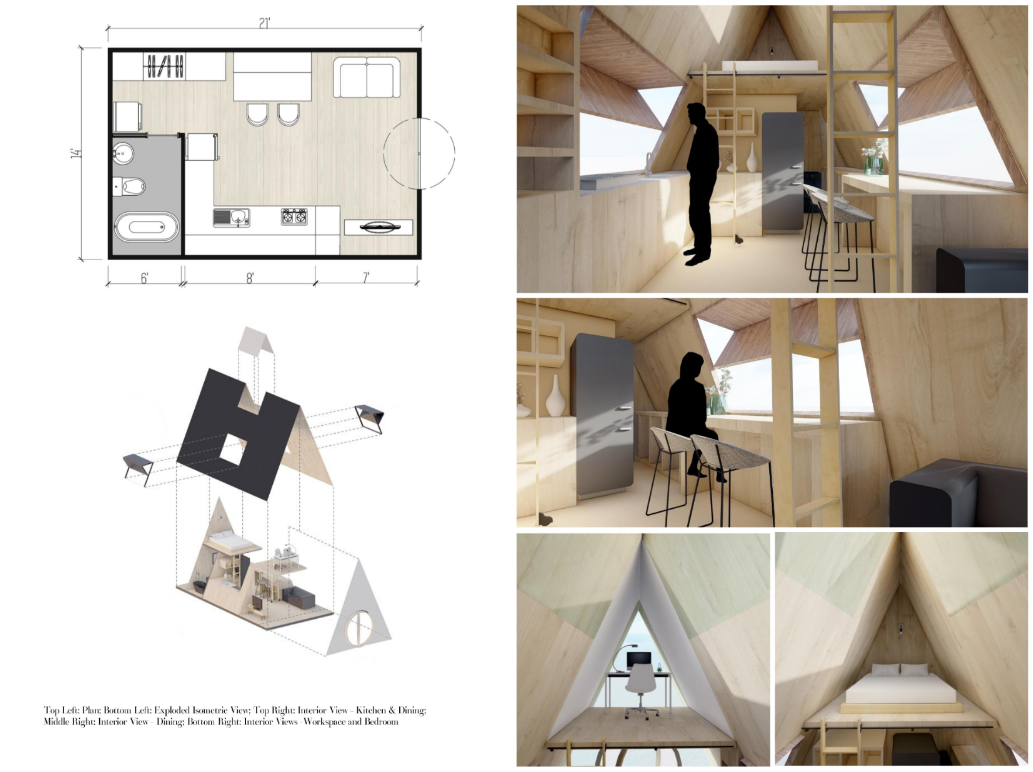 21'
14'
6'
8'
7'
Top Left: Plan; Bottom Left: Exploded Isometric View; Top Right: Interior View - Kitchen & Dining;
Middle Right: Interior View - Dining; Bottom Right: Interior Views -Workspace and Bedroom